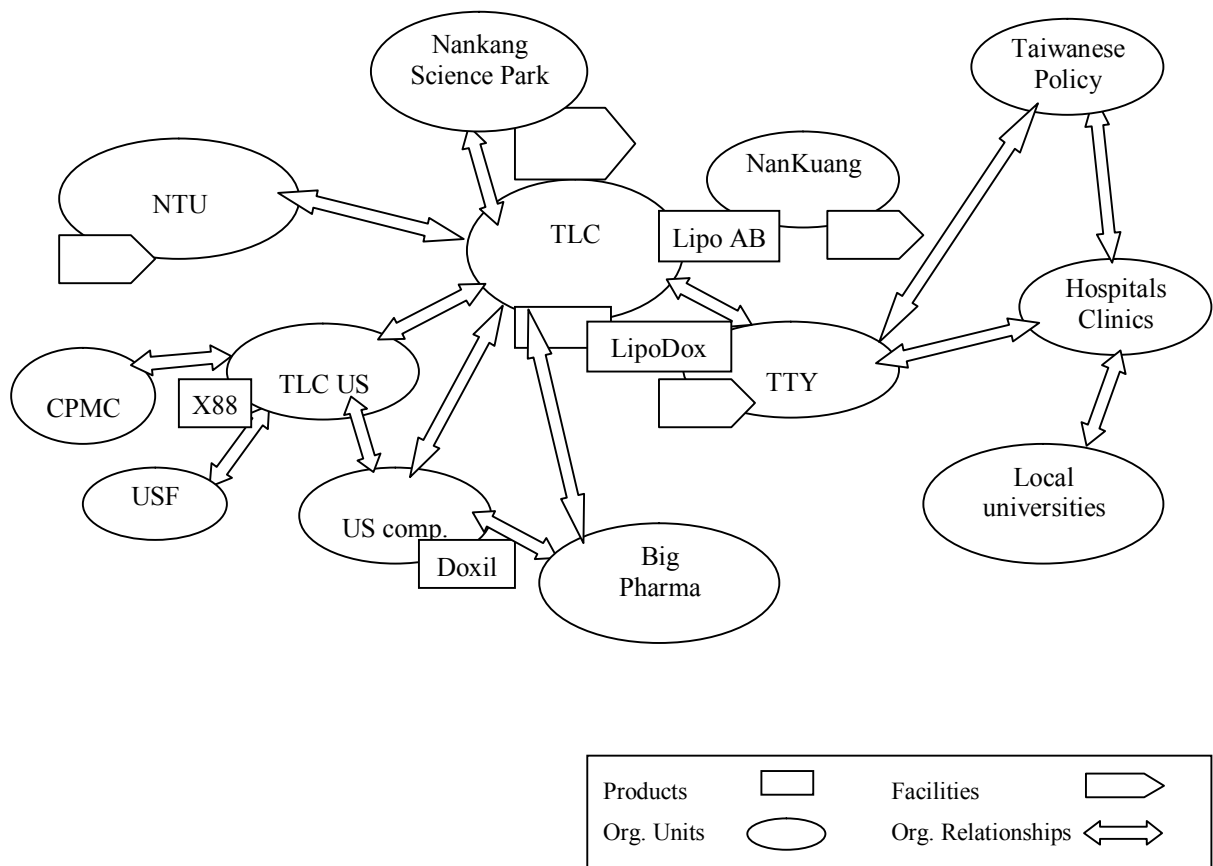 Nankang
Science Park
Taiwanese
Policy
NanKuang
NTU
TLC
Lipo AB
Hospitals
Clinics
LipoDox
TTY
TLC US
X88
CPMC
USF
Local
universities
US comp.
Doxil
Big
Pharma
Products
Facilities
Org. Units
Org. Relationships